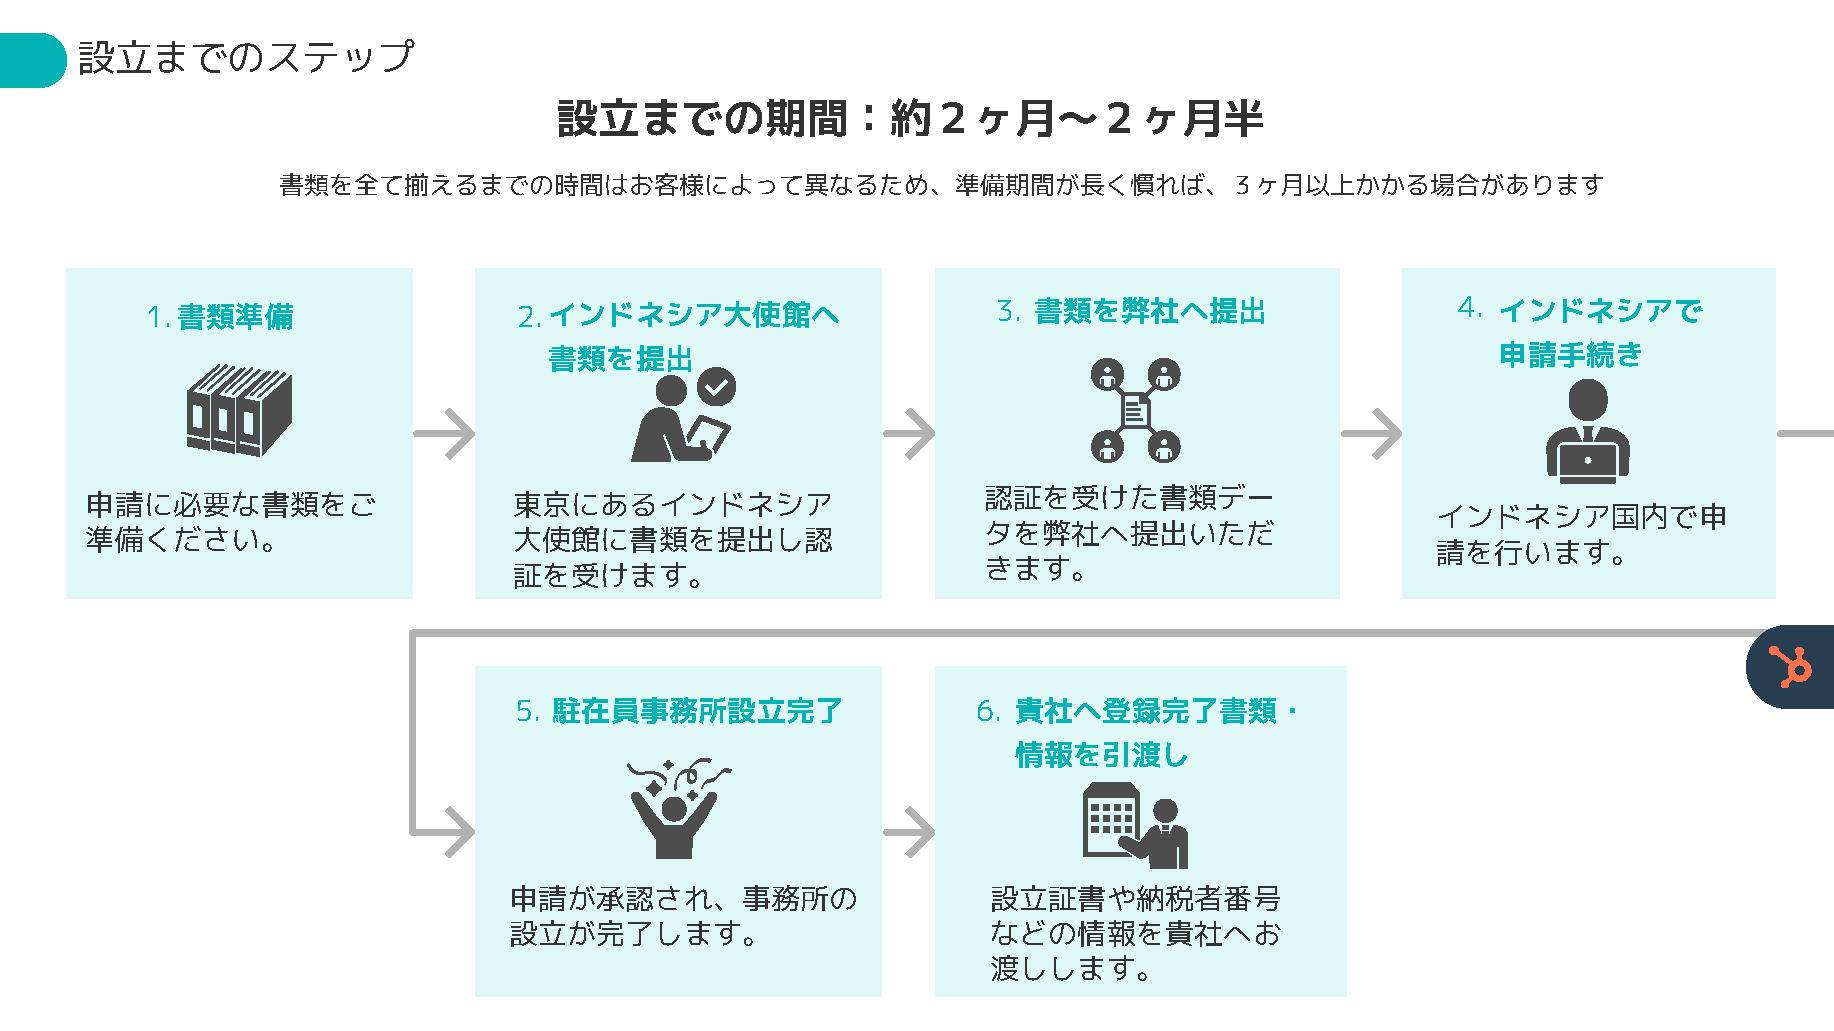 設立までのステップ
設立までの期間：約２ヶ月〜２ヶ月半
書類を全て揃えるまでの時間はお客様によって異なるため、準備期間が長く慣れば、３ヶ月以上かかる場合があります
1. 書類準備
申請に必要な書類をご
準備ください。
2. インドネシア大使館へ
書類を提出
東京にあるインドネシア
大使館に書類を提出し認
証を受けます。
3. 書類を弊社へ提出
認証を受けた書類デー
タを弊社へ提出いただ
きます。
4. インドネシアで
申請手続き
インドネシア国内で申
請を行います。
5. 駐在員事務所設立完了
申請が承認され、事務所の
設立が完了します。
6. 貴社へ登録完了書類・
情報を引渡し
設立証書や納税者番号
などの情報を貴社へお
渡しします。